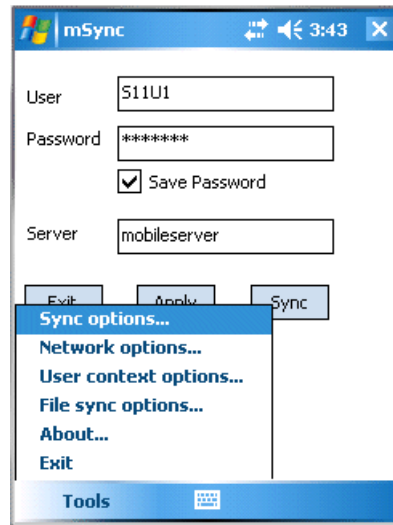 mSync 3:43
User S11U1
Password *******
Save Password
Server mobileserver
Exit Apply Sync
Sync options...
Network options...
User context options...
File sync options...
About...
Exit
Tools